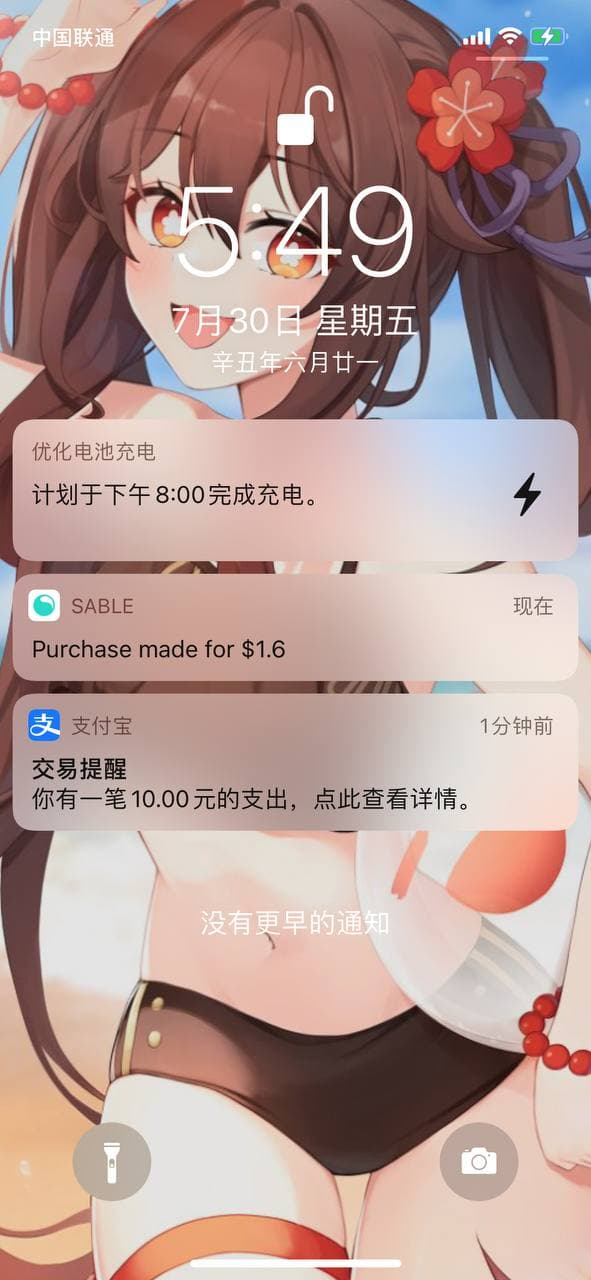 中国联通
5:49
7月30日 星期五
辛丑年六月廿一
优化电池充电
计划于下午8:00完成充电。
SABLE 现在
Purchase made for $1.6
支 支付宝 1分钟前
交易提醒
你有一笔10.00元的支出，点此查看详情。
没有更早的通知